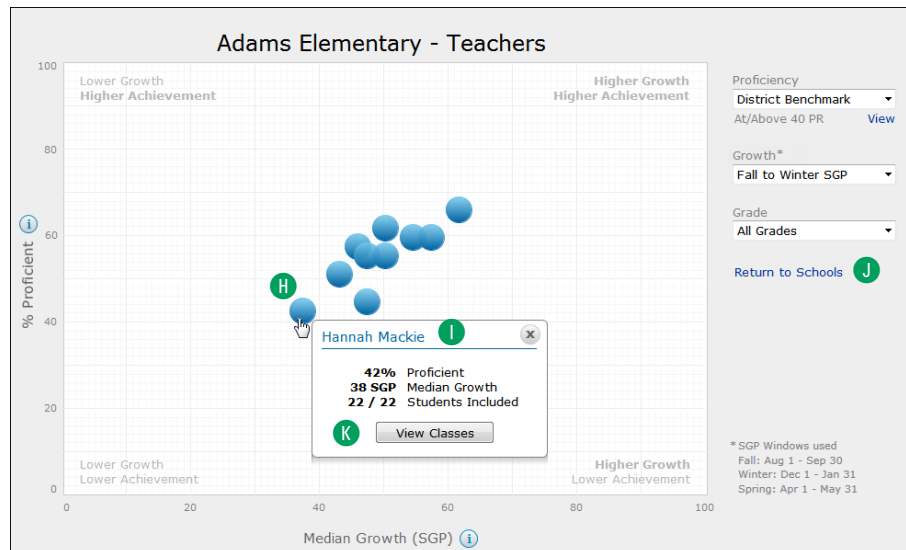 Adams Elementary - Teachers
100
80
60
40
20
0
% Proficient
i
Lower Growth
Higher Achievement
Higher Growth
Higher Achievement
H
Hannah Mackie
I
x
42% Proficient
38 SGP Median Growth
22 / 22 Students Included
K
View Classes
Lower Growth
Lower Achievement
Higher Growth
Lower Achievement
0 20 40 60 80 100
Median Growth (SGP) i
Proficiency
District Benchmark
At/Above 40 PR View
Growth*
Fall to Winter SGP
Grade
All Grades
Return to Schools
J
* SGP Windows used
Fall: Aug 1 - Sep 30
Winter: Dec 1 - Jan 31
Spring: Apr 1 - May 31